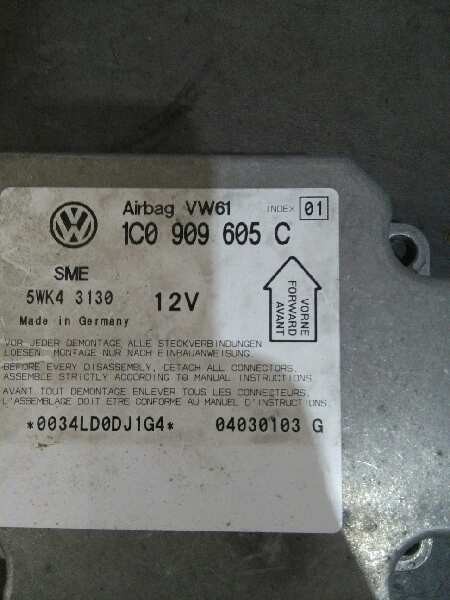 Airbag VW61 INDEX 01
1C0 909 605 C
SME
5WK4 3130 12V
Made in Germany
VORNE
FORWARD
AVANT
VOR JEDER DEMONTAGE ALLE STECKVERBINDUNGEN
LOESEN. MONTAGE NUR NACH EINBAUANWEISUNG.
BEFORE EVERY DISASSEMBLY, DETACH ALL CONNECTORS.
ASSEMBLE STRICTLY ACCORDING TO MANUAL INSTRUCTIONS.
AVANT TOUT DEMONTAGE ENLEVER TOUS LES CONNECTEURS.
L'ASSEMBLAGE DOIT ETRE CONFORME AU MANUEL D'INSTRUCTIONS.
*0034LD0DJ1G4* 04030103 G